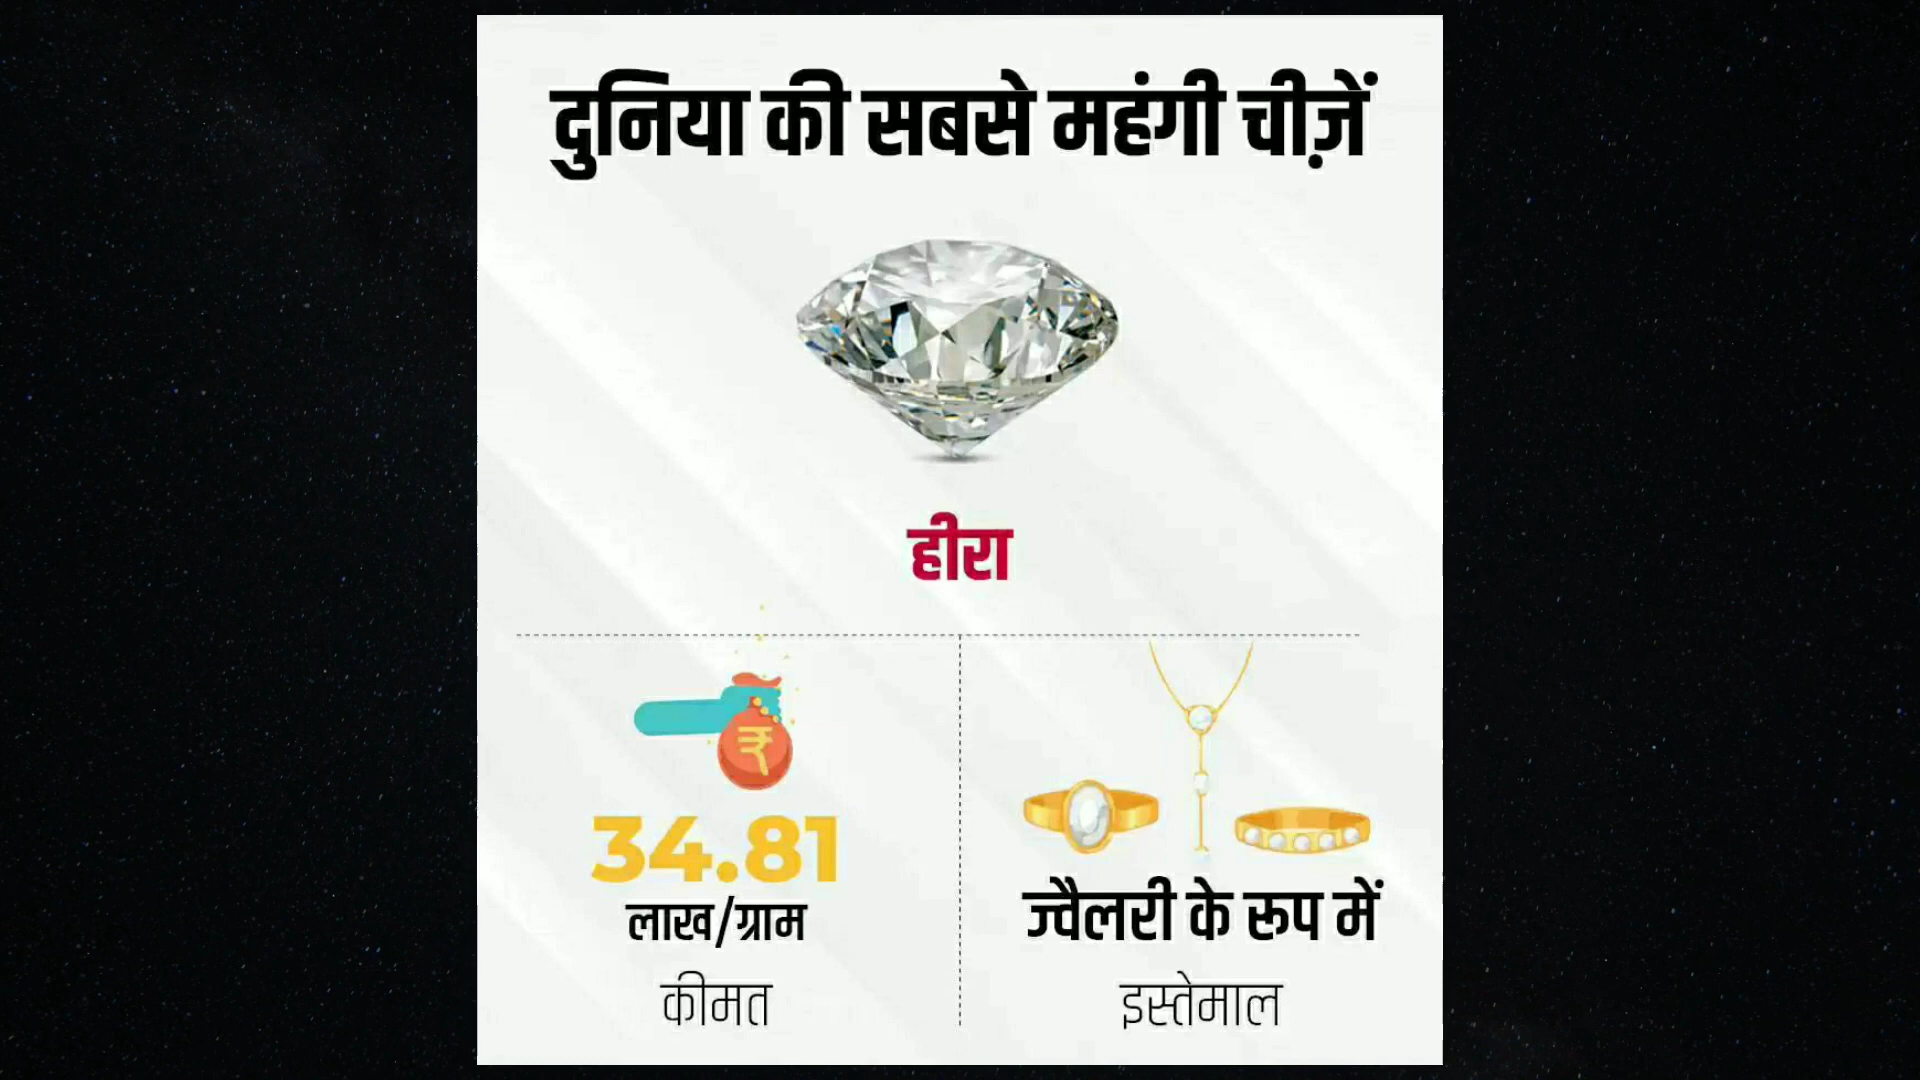 दुनिया की सबसे महंगी चीज़ें
हीरा
₹
34.81
लाख/ग्राम
कीमत
ज्वैलरी के रूप में
इस्तेमाल